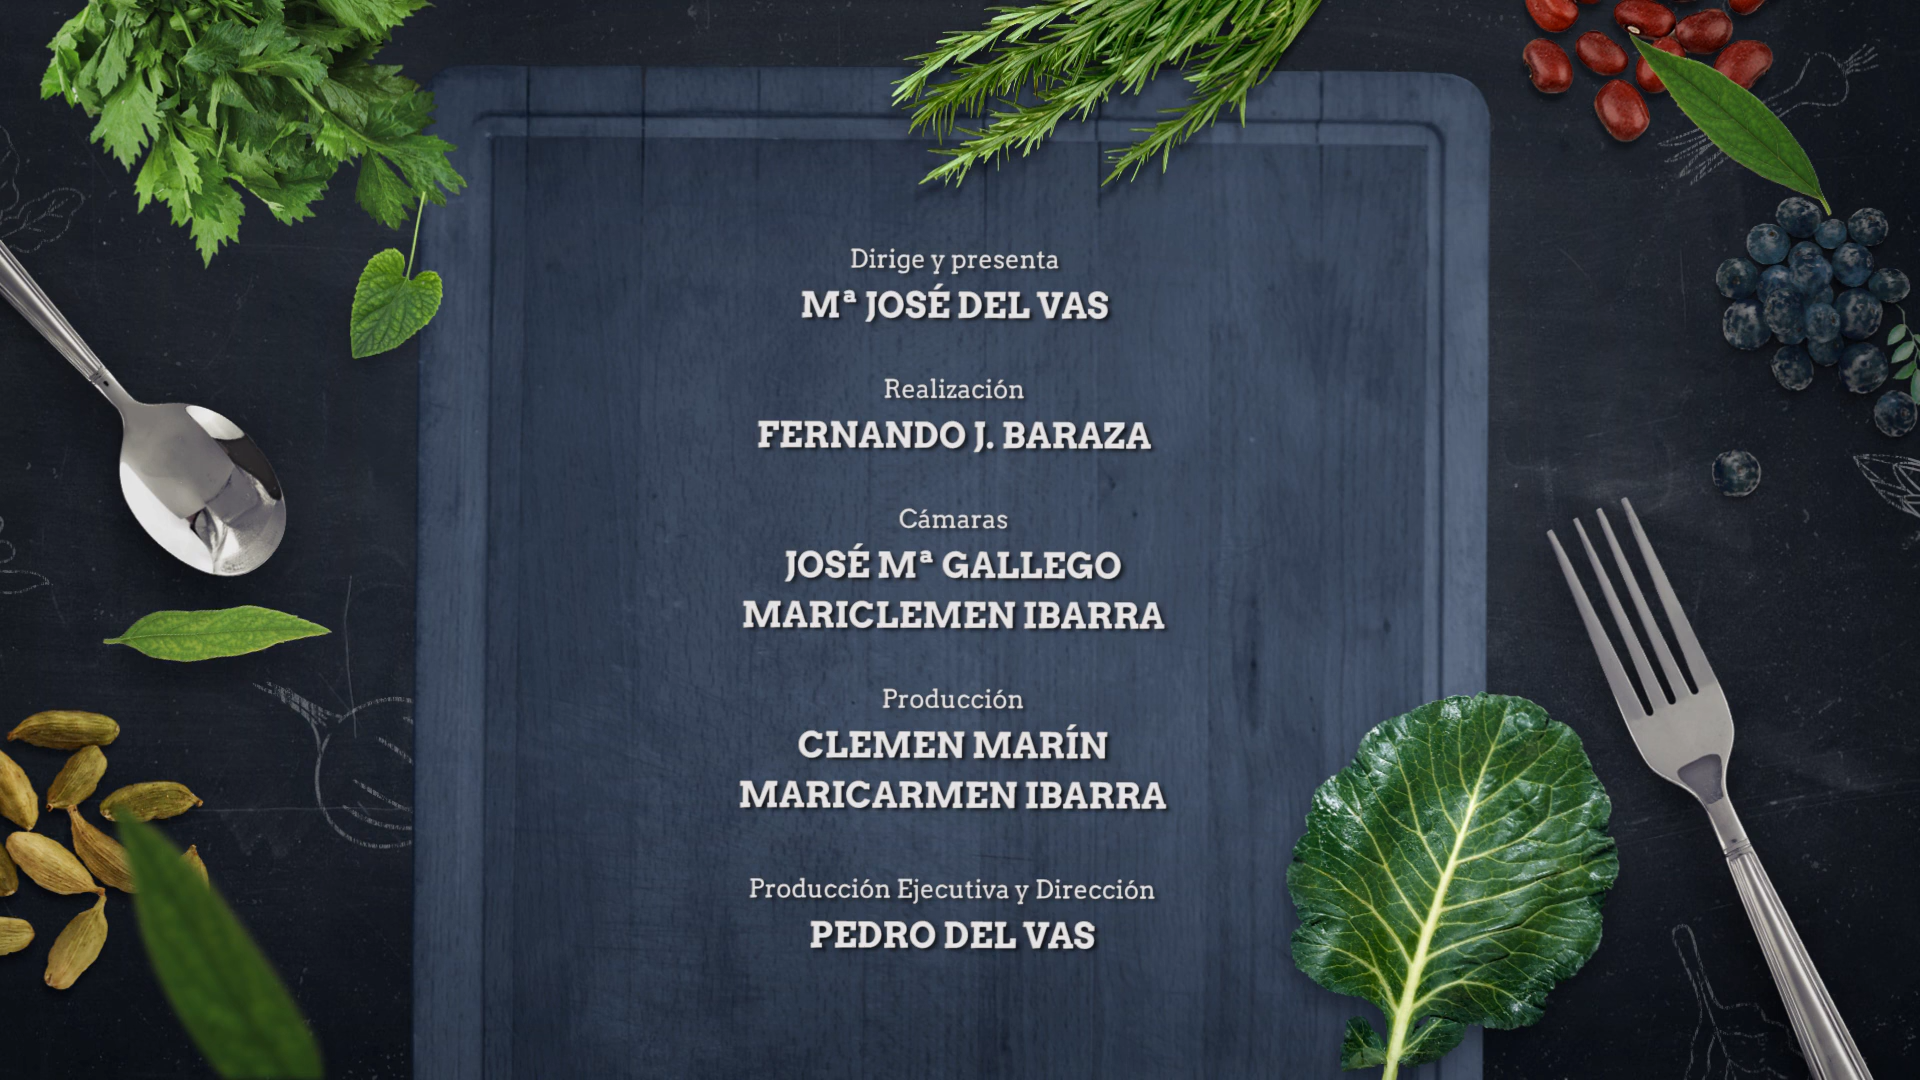 Dirige y presenta
Mª JOSÉ DEL VAS
Realización
FERNANDO J. BARAZA
Cámaras
JOSÉ Mª GALLEGO
MARICLEMEN IBARRA
Producción
CLEMEN MARÍN
MARICARMEN IBARRA
Producción Ejecutiva y Dirección
PEDRO DEL VAS